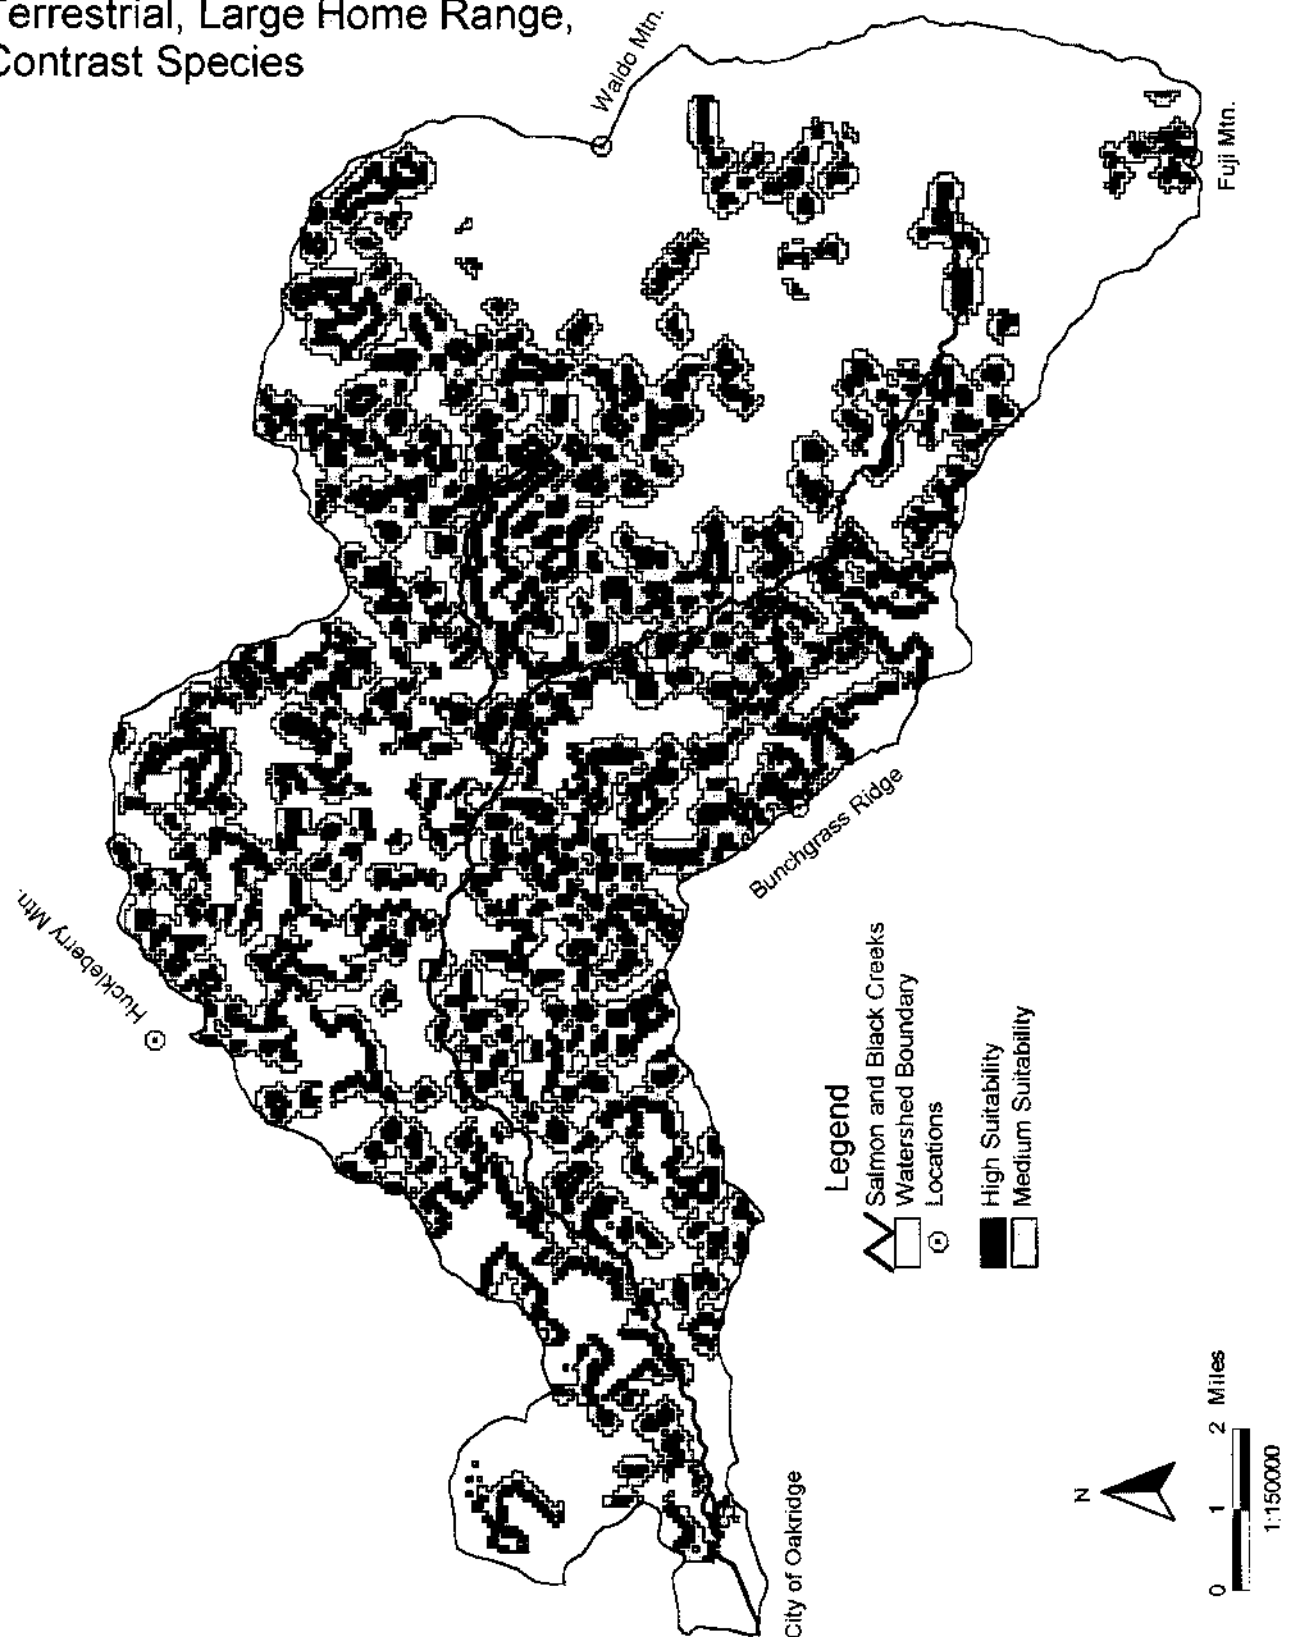 Terrestrial, Large Home Range,
Contrast Species
Waldo Mtn.
Fuji Mtn.
Huckleberry Mtn.
Bunchgrass Ridge
City of Oakridge
Legend
Salmon and Black Creeks
Watershed Boundary
Locations
High Suitability
Medium Suitability
N
0 1 2 Miles
1:150000